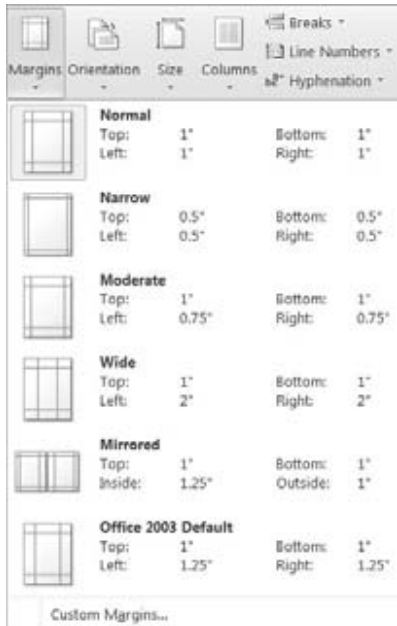 Margins Orientation Size Columns
Breaks
Line Numbers
Hyphenation
Normal
Top: 1" Bottom: 1"
Left: 1" Right: 1"
Narrow
Top: 0.5" Bottom: 0.5"
Left: 0.5" Right: 0.5"
Moderate
Top: 1" Bottom: 1"
Left: 0.75" Right: 0.75"
Wide
Top: 1" Bottom: 1"
Left: 2" Right: 2"
Mirrored
Top: 1" Bottom: 1"
Inside: 1.25" Outside: 1"
Office 2003 Default
Top: 1" Bottom: 1"
Left: 1.25" Right: 1.25"
Custom Margins...